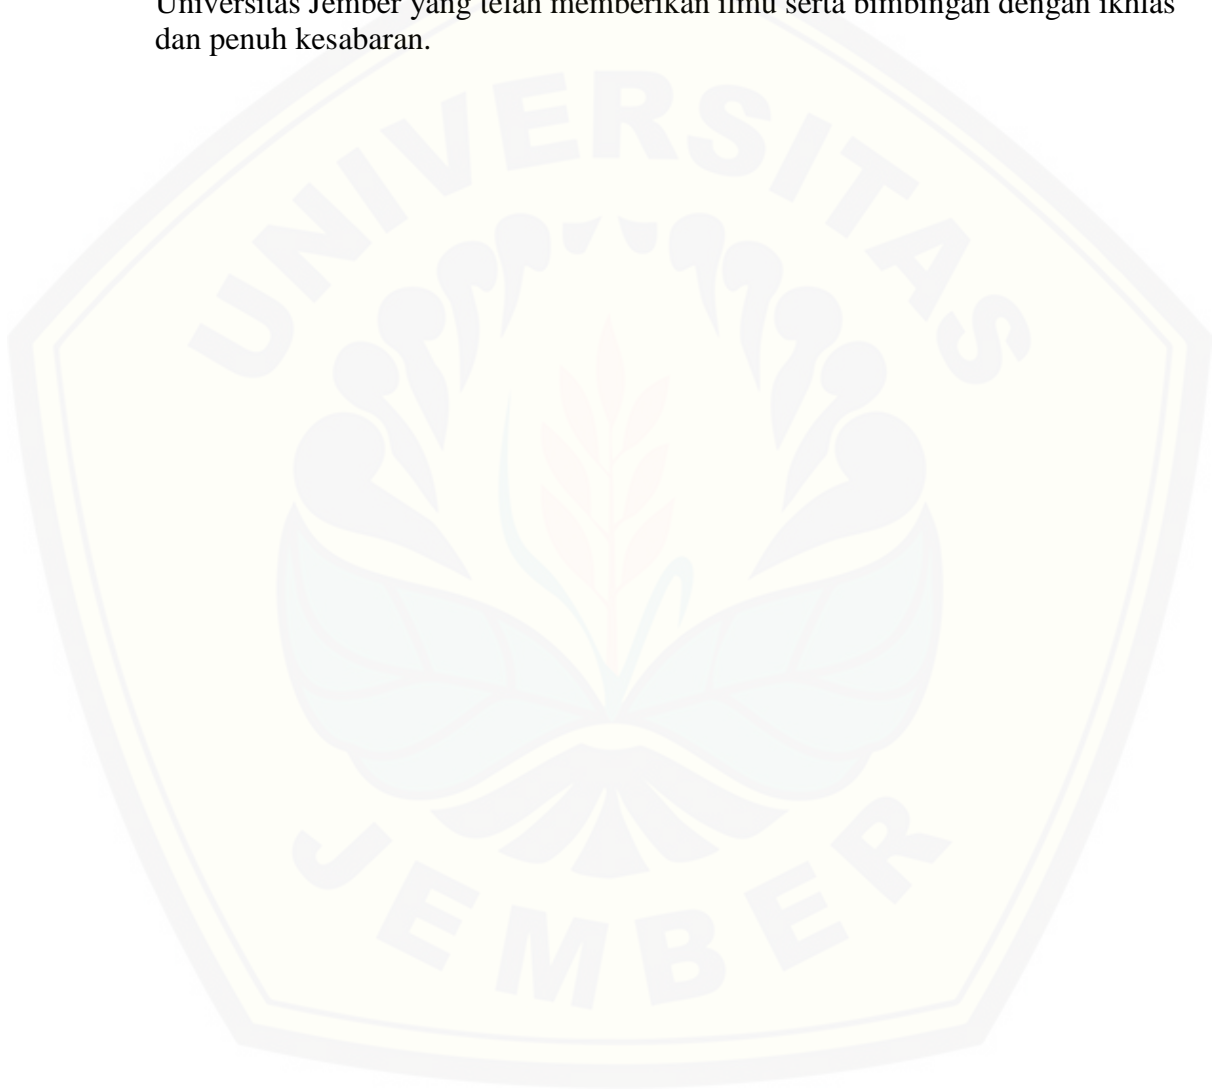 Universitas Jember yang telah memberikan ilmu serta bimbingan dengan ikhlas
dan penuh kesabaran.
UNIVERSITAS
JEMBER